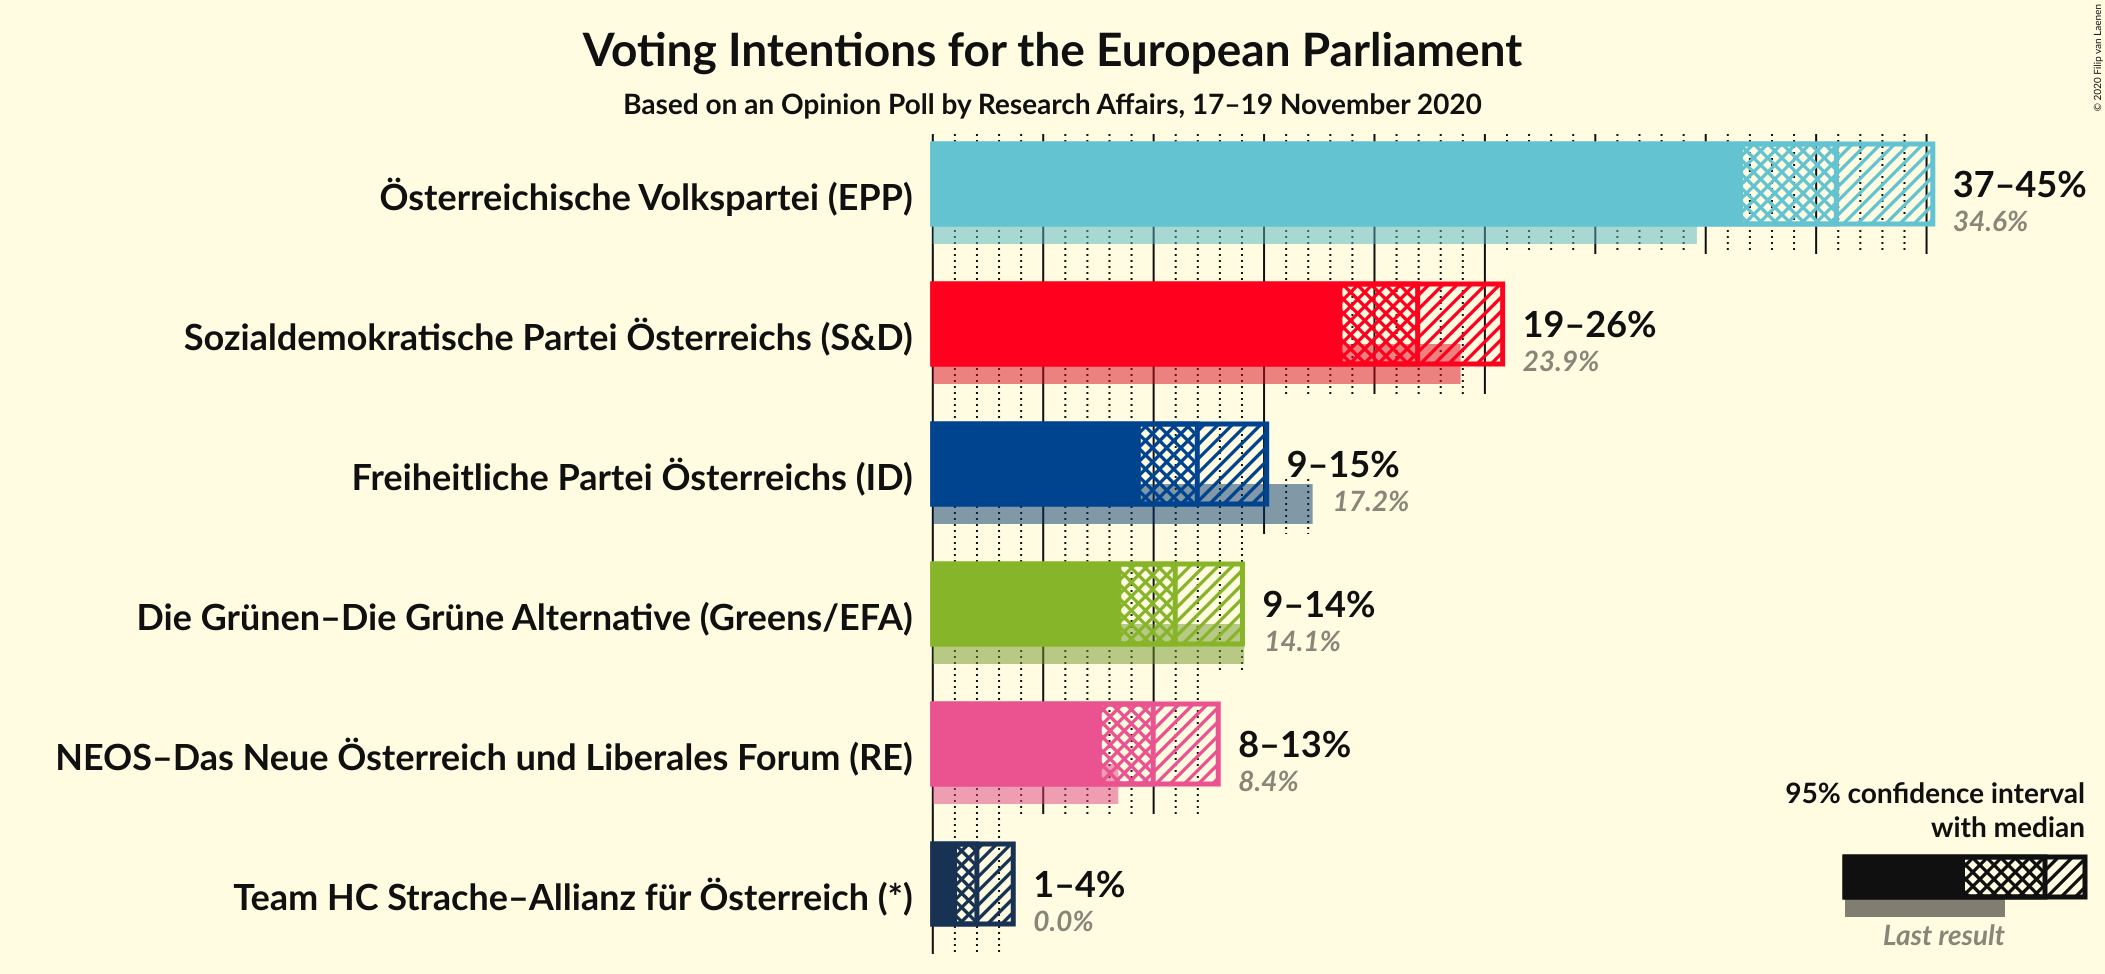 Voting Intentions for the European Parliament
Based on an Opinion Poll by Research Affairs, 17–19 November 2020
© 2020 Filip van Laenen
Österreichische Volkspartei (EPP)
37–45%
34.6%
Sozialdemokratische Partei Österreichs (S&D)
19–26%
23.9%
Freiheitliche Partei Österreichs (ID)
9–15%
17.2%
Die Grünen–Die Grüne Alternative (Greens/EFA)
9–14%
14.1%
NEOS–Das Neue Österreich und Liberales Forum (RE)
8–13%
8.4%
Team HC Strache–Allianz für Österreich (*)
1–4%
0.0%
95% confidence interval
with median
Last result